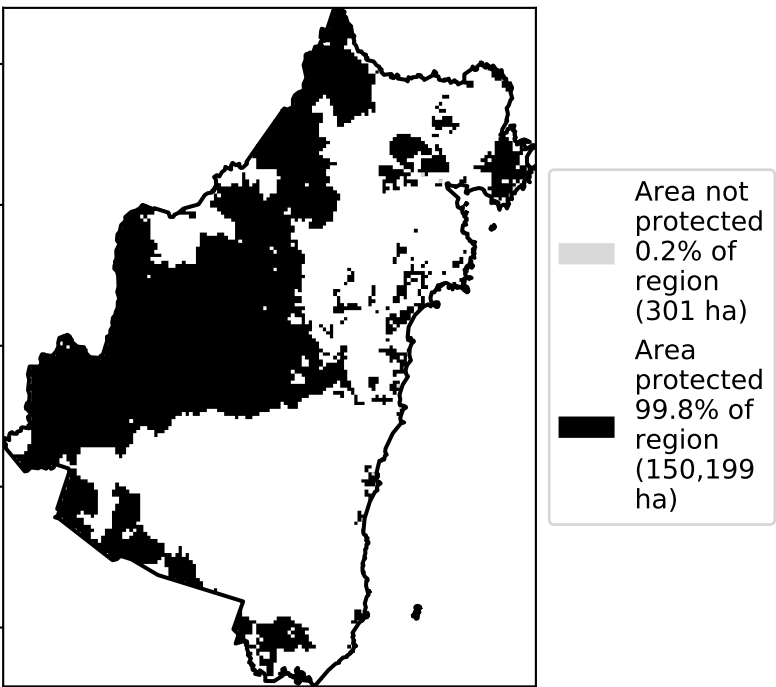 Area not
protected
0.2% of
region
(301 ha)
Area
protected
99.8% of
region
(150,199
ha)